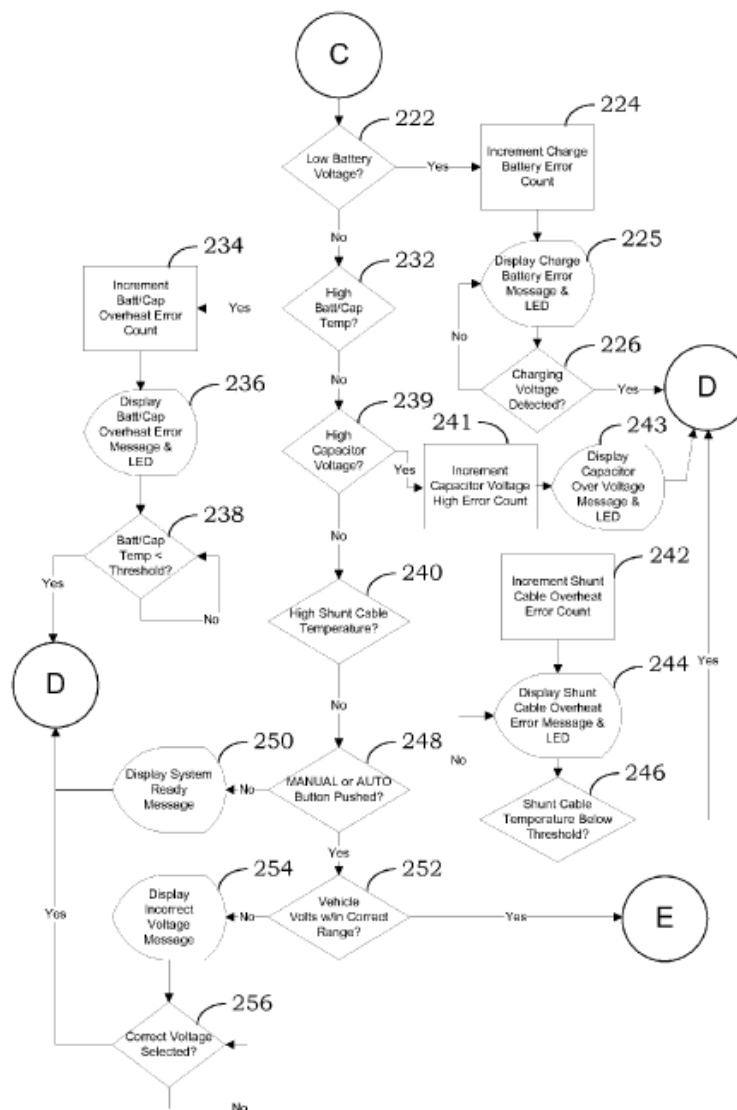 C
222
Low Battery
Voltage?
Yes
224
Increment Charge
Battery Error
Count
No
225
Display Charge
Battery Error
Message &
LED
234
Increment
Batt/Cap
Overheat Error
Count
Yes
232
High
Batt/Cap
Temp?
No
226
Charging
Voltage
Detected?
Yes
D
236
Display
Batt/Cap
Overheat Error
Message &
LED
No
239
High
Capacitor
Voltage?
Yes
241
Increment
Capacitor Voltage
High Error Count
243
Display
Capacitor
Over Voltage
Message &
LED
238
Batt/Cap
Temp <
Threshold?
Yes
No
No
240
High Shunt Cable
Temperature?
242
Increment Shunt
Cable Overheat
Error Count
D
No
244
Display Shunt
Cable Overheat
Error Message &
LED
Yes
No
250
Display System
Ready
Message
No
248
MANUAL or AUTO
Button Pushed?
246
Shunt Cable
Temperature Below
Threshold?
Yes
254
Display
Incorrect
Voltage
Message
No
252
Vehicle
Volts w/in Correct
Range?
Yes
E
Yes
256
Correct Voltage
Selected?
No